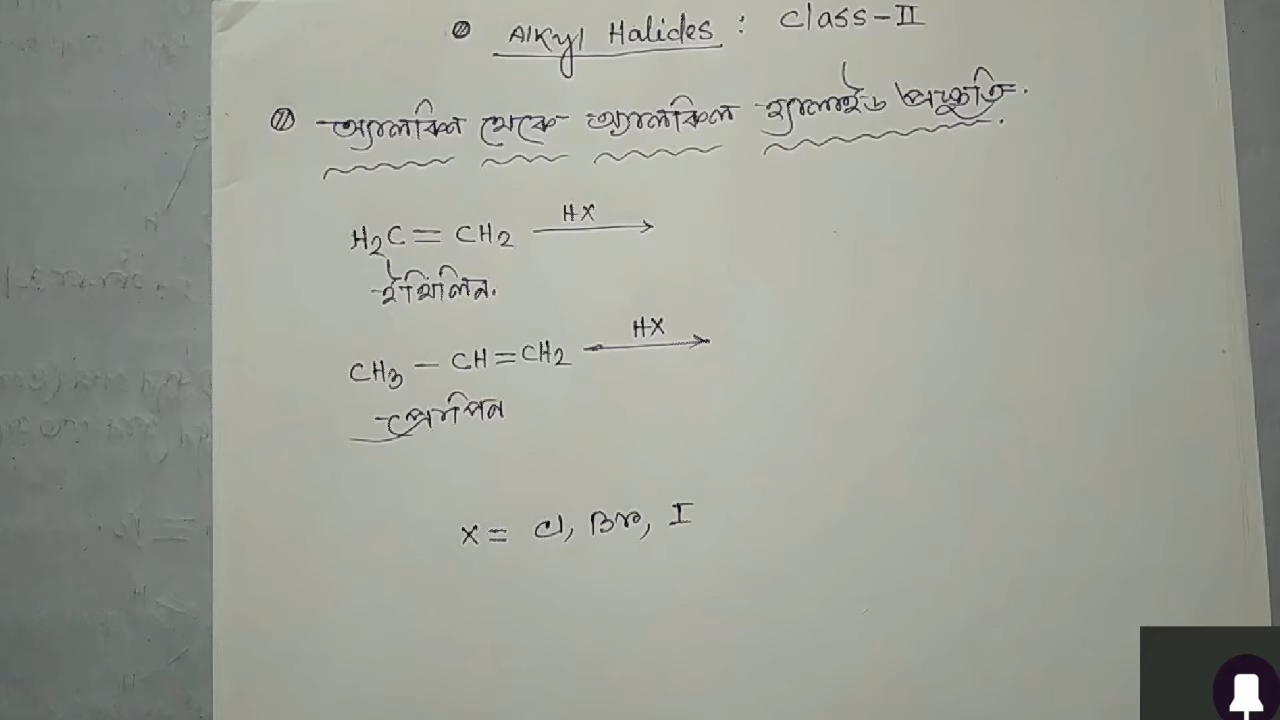 Alkyl Halides : Class-II
অ্যালকিন থেকে অ্যালকিল হ্যালাইড প্রস্তুতি.
H₂C = CH₂ HX →
ইথিলিন.
CH₃ - CH = CH₂ HX →
প্রোপিন
X = Cl, Br, I